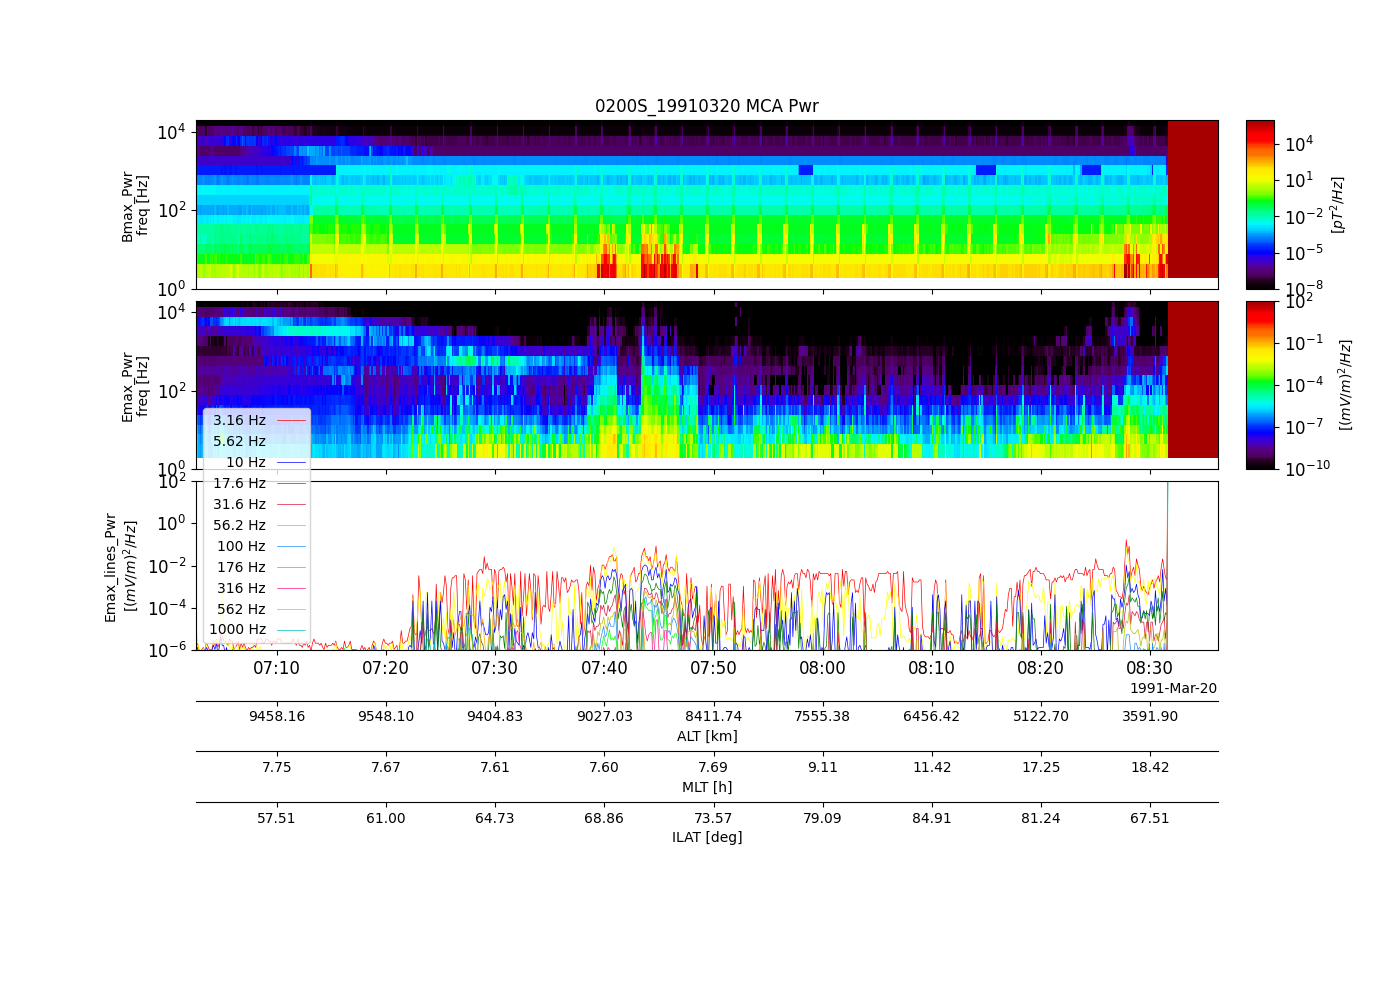 0200S_19910320 MCA Pwr
10^4
10^2
10^0
Bmax_Pwr
freq [Hz]
10^4
10^1
10^-2
10^-5
10^-8
[pT^2/Hz]
10^4
10^2
10^0
Emax_Pwr
freq [Hz]
10^2
10^-1
10^-4
10^-7
10^-10
[(mV/m)^2/Hz]
3.16 Hz
5.62 Hz
10 Hz
17.6 Hz
31.6 Hz
56.2 Hz
100 Hz
176 Hz
316 Hz
562 Hz
1000 Hz
10^2
10^0
10^-2
10^-4
10^-6
Emax_lines_Pwr
[(mV/m)^2/Hz]
07:10 07:20 07:30 07:40 07:50 08:00 08:10 08:20 08:30
1991-Mar-20
9458.16 9548.10 9404.83 9027.03 8411.74 7555.38 6456.42 5122.70 3591.90
ALT [km]
7.75 7.67 7.61 7.60 7.69 9.11 11.42 17.25 18.42
MLT [h]
57.51 61.00 64.73 68.86 73.57 79.09 84.91 81.24 67.51
ILAT [deg]